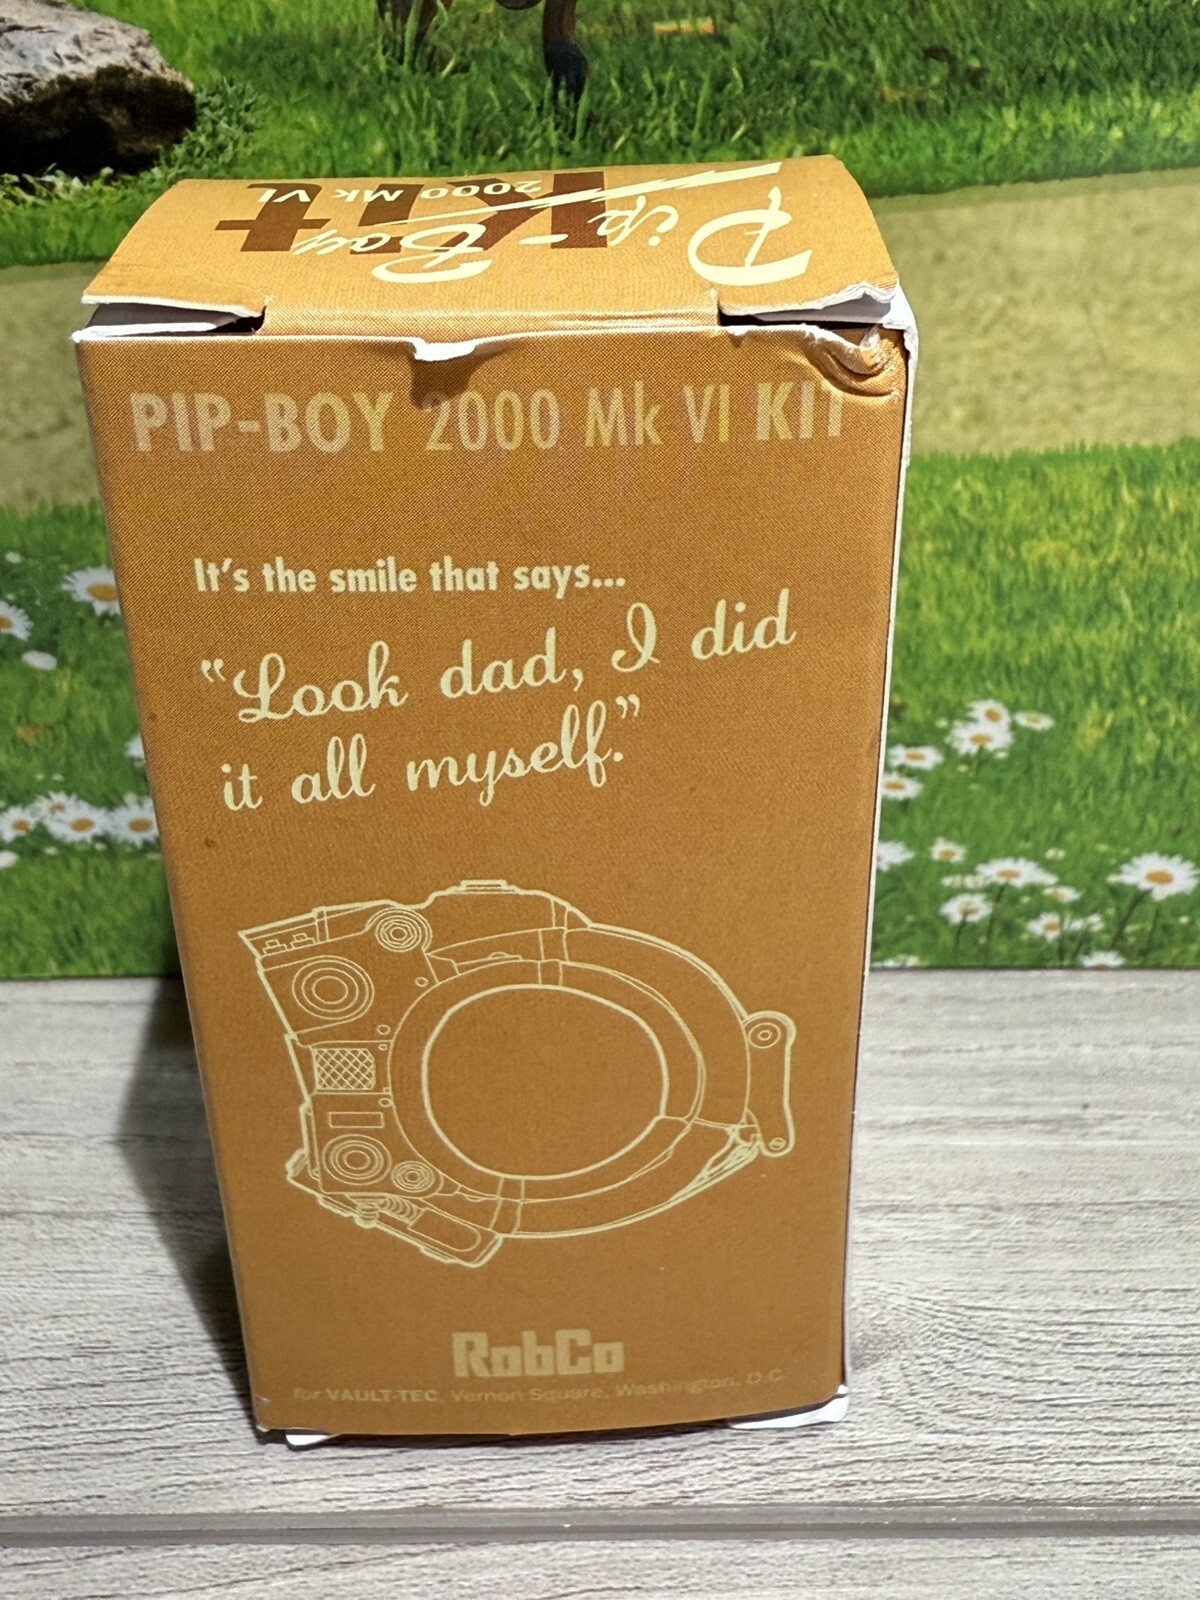 Pip-Boy
2000 Mk VI
Kit
PIP-BOY 2000 Mk VI KIT
It's the smile that says...
“Look dad, I did
it all myself.”
RobCo
for VAULT-TEC, Vernon Square, Washington, D.C.